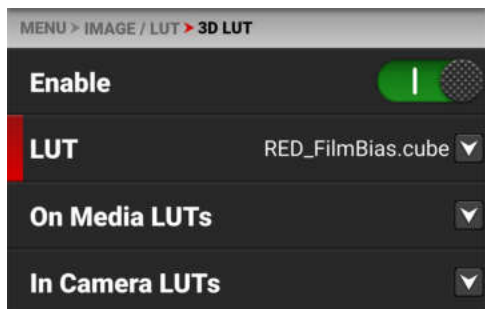 MENU > IMAGE / LUT > 3D LUT
Enable
LUT RED_FilmBias.cube
On Media LUTs
In Camera LUTs